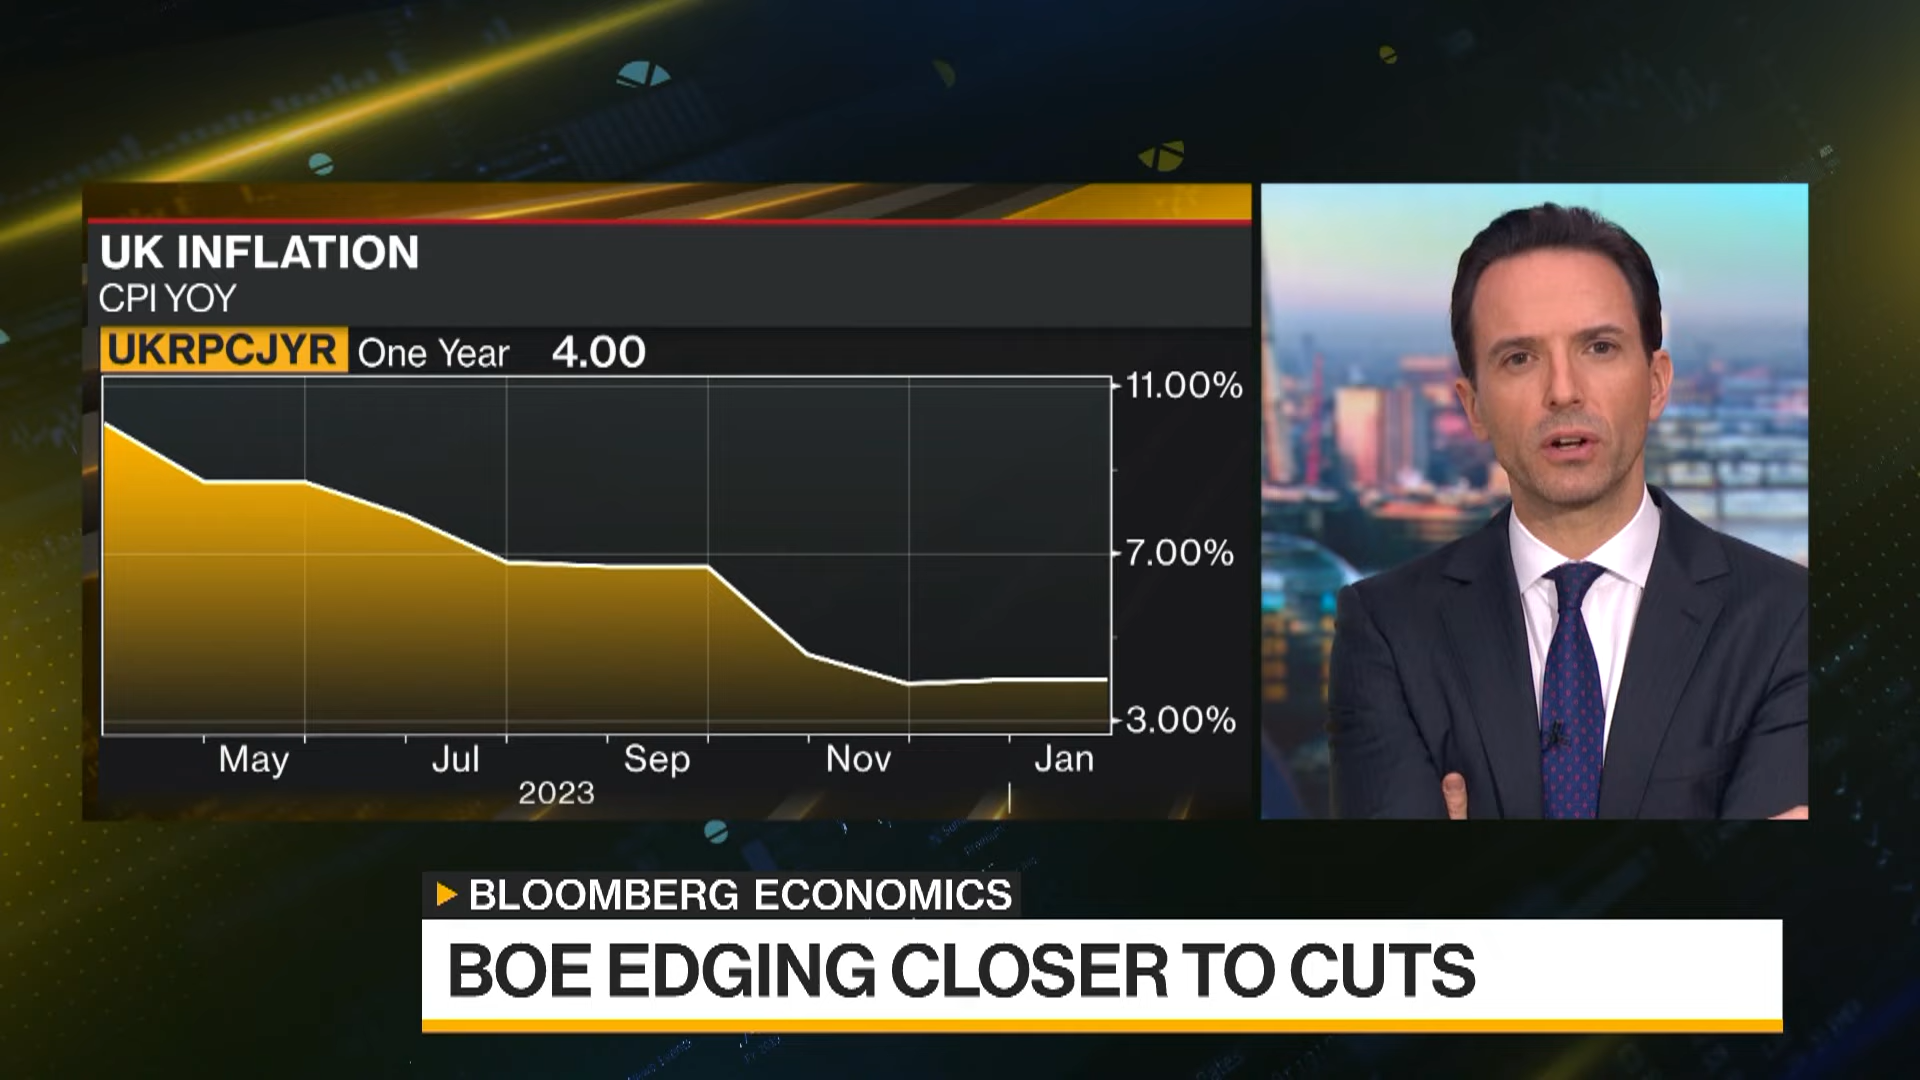 UK INFLATION
CPI YOY
UKRPCJYR One Year 4.00
11.00%
7.00%
3.00%
May Jul Sep Nov Jan
2023
BLOOMBERG ECONOMICS
BOE EDGING CLOSER TO CUTS